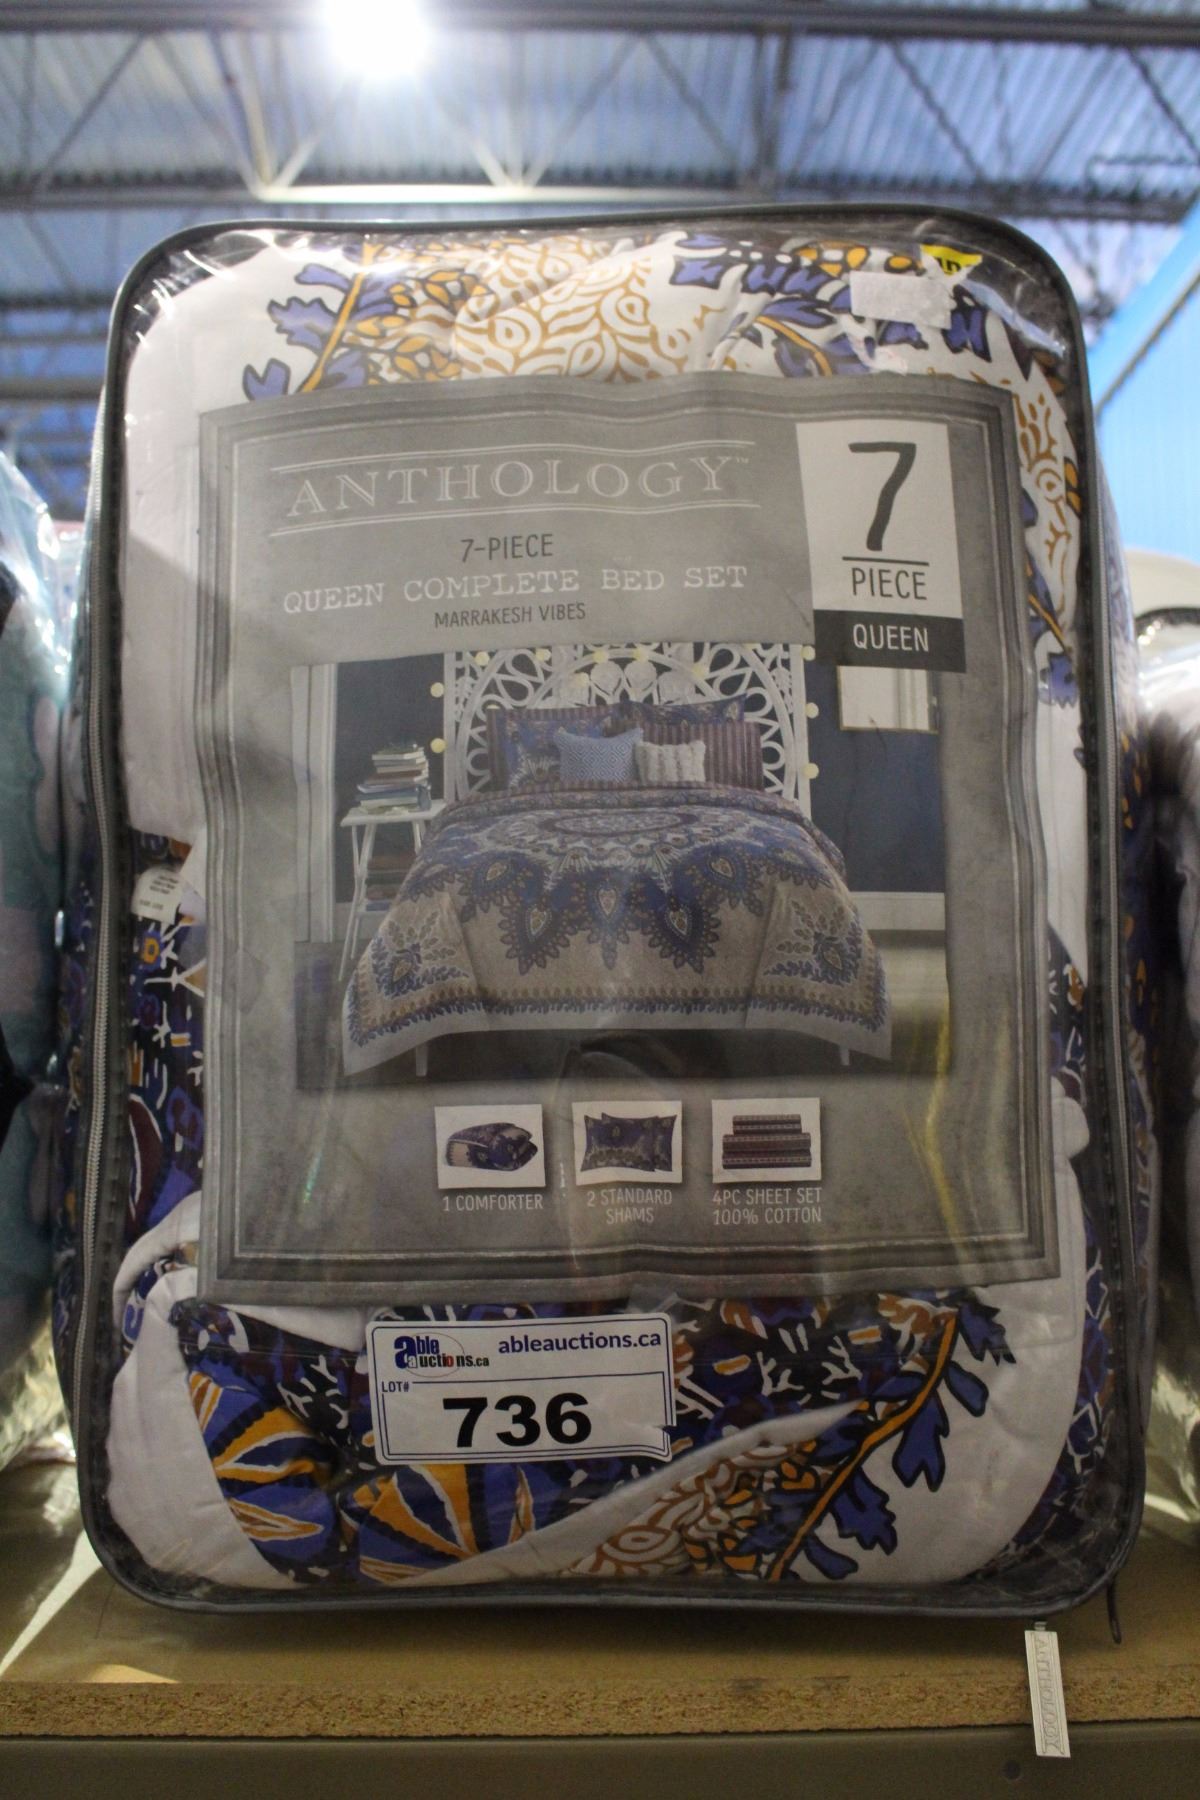 ANTHOLOGY™
7-PIECE
QUEEN COMPLETE BED SET
MARRAKESH VIBES
7
PIECE
QUEEN
1 COMFORTER
2 STANDARD
SHAMS
4PC SHEET SET
100% COTTON
able auctions.ca
ableauctions.ca
LOT#
736
ANTHOLOGY